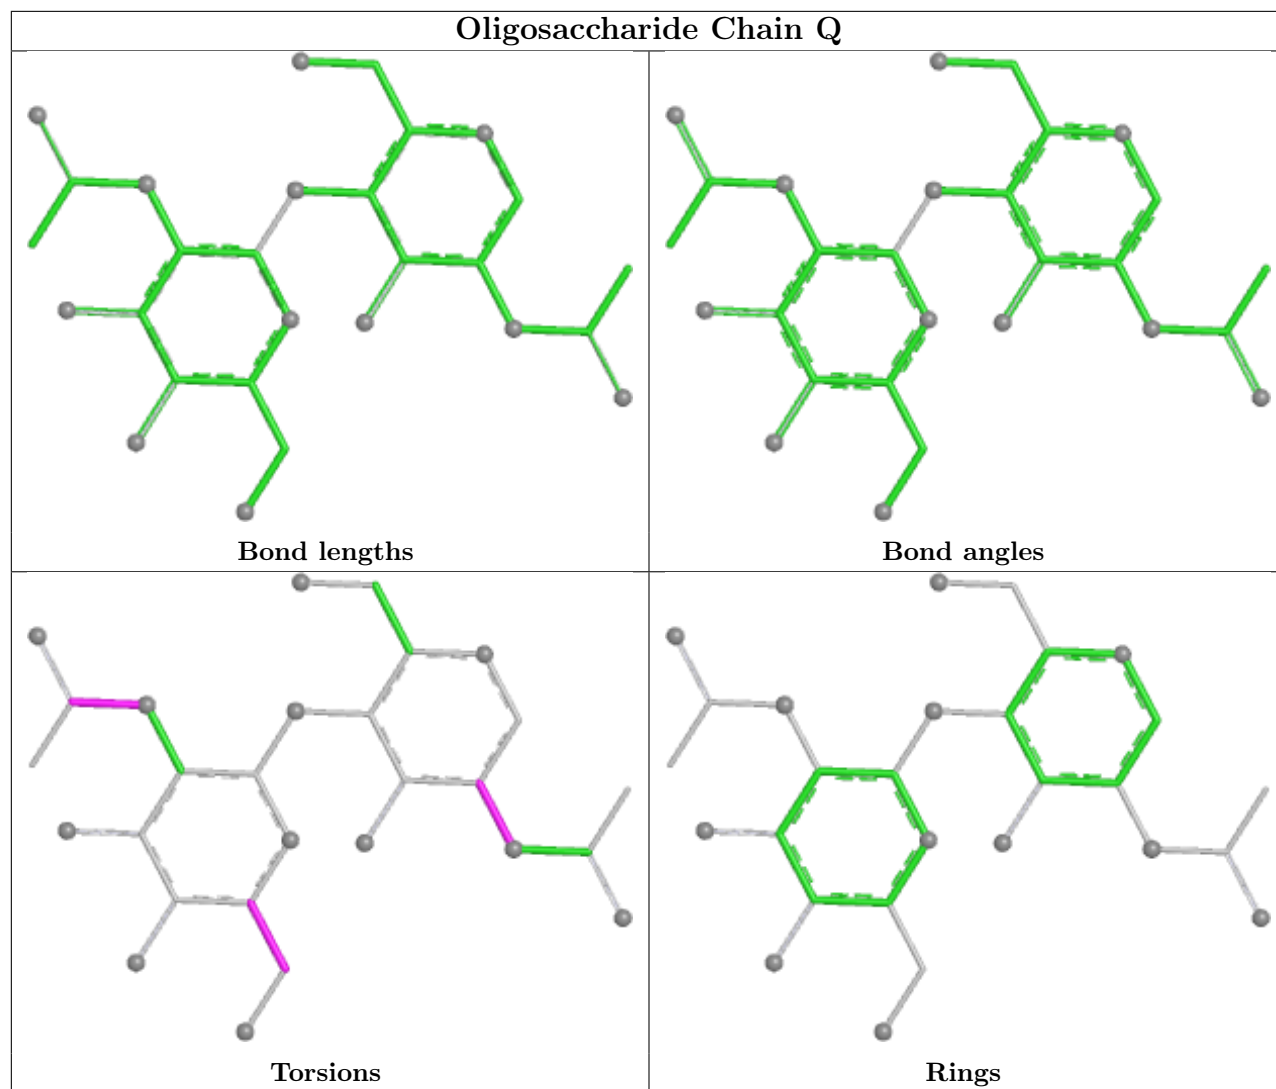 Oligosaccharide Chain Q
Bond lengths
Bond angles
Torsions
Rings